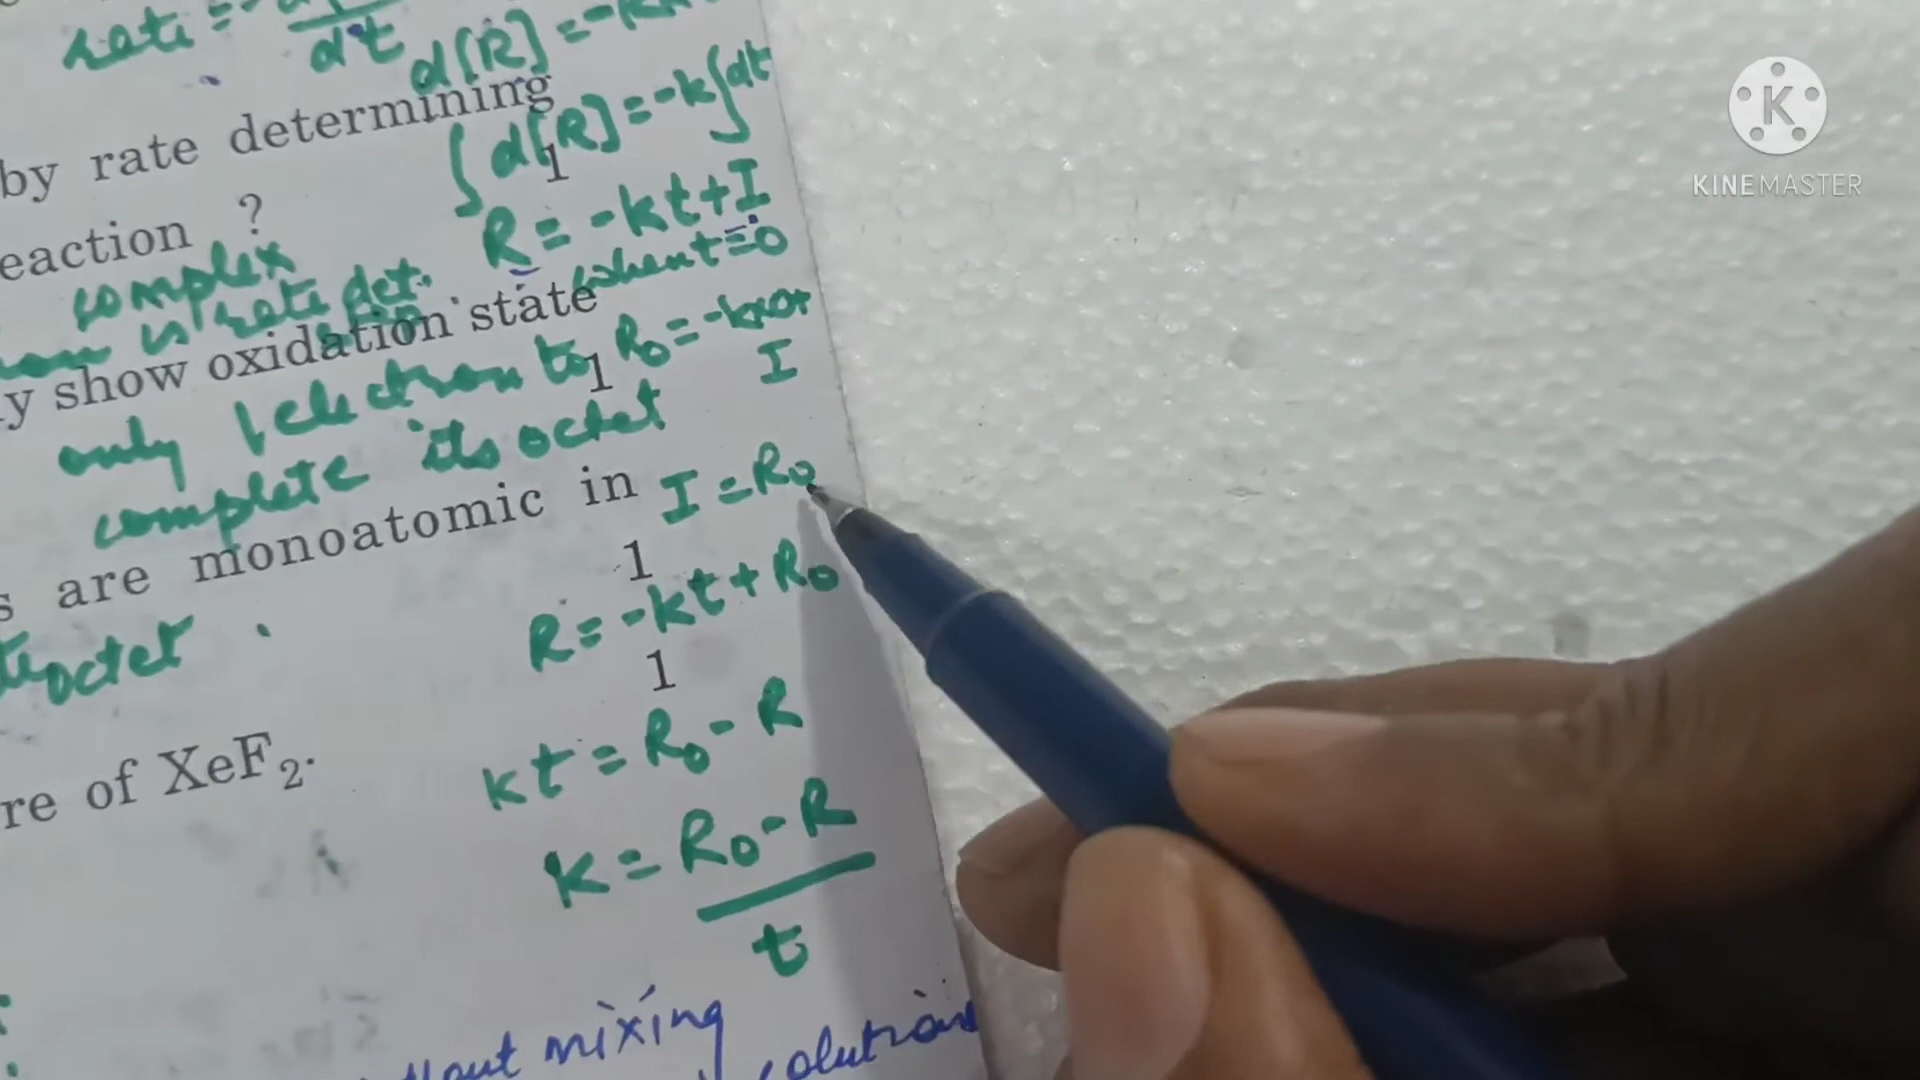 rate =
dt
d[R] = -k
by rate determining
∫ d[R] = -k∫dt
1
eaction ?
R = -kt+I
complex
when t=0
is rate det.
y show oxidation state
R₀ = -k×0+
I
1
only 1 electron to
complete its octet
s are monoatomic in
I = R₀
1
R = -kt + R₀
octet .
1
kt = R₀ - R
re of XeF₂.
k = R₀ - R
t
out mixing
solution
K
KINEMASTER